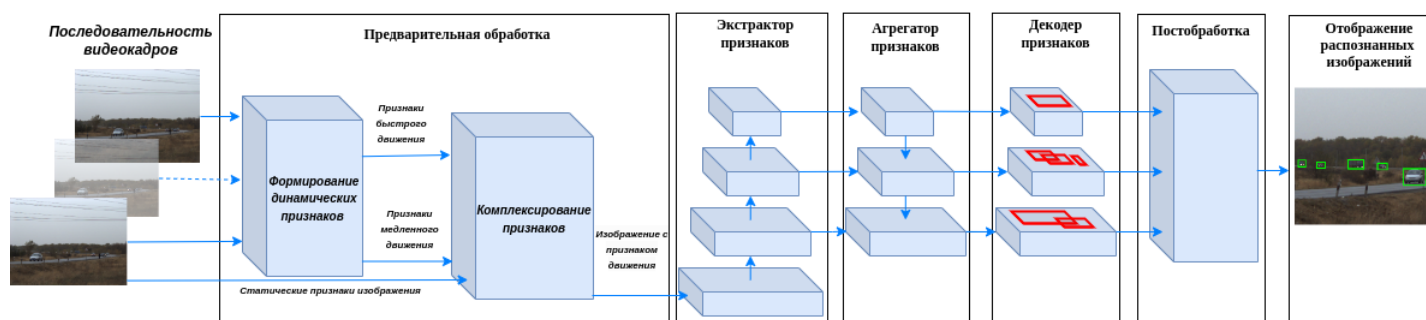 Последовательность
видеокадров
Предварительная обработка
Экстрактор
признаков
Агрегатор
признаков
Декодер
признаков
Постобработка
Отображение
распознанных
изображений
Признаки
быстрого
движения
Формирование
динамических
признаков
Признаки
медленного
движения
Комплексирование
признаков
Изображение с
признаком
движения
Статические признаки изображения